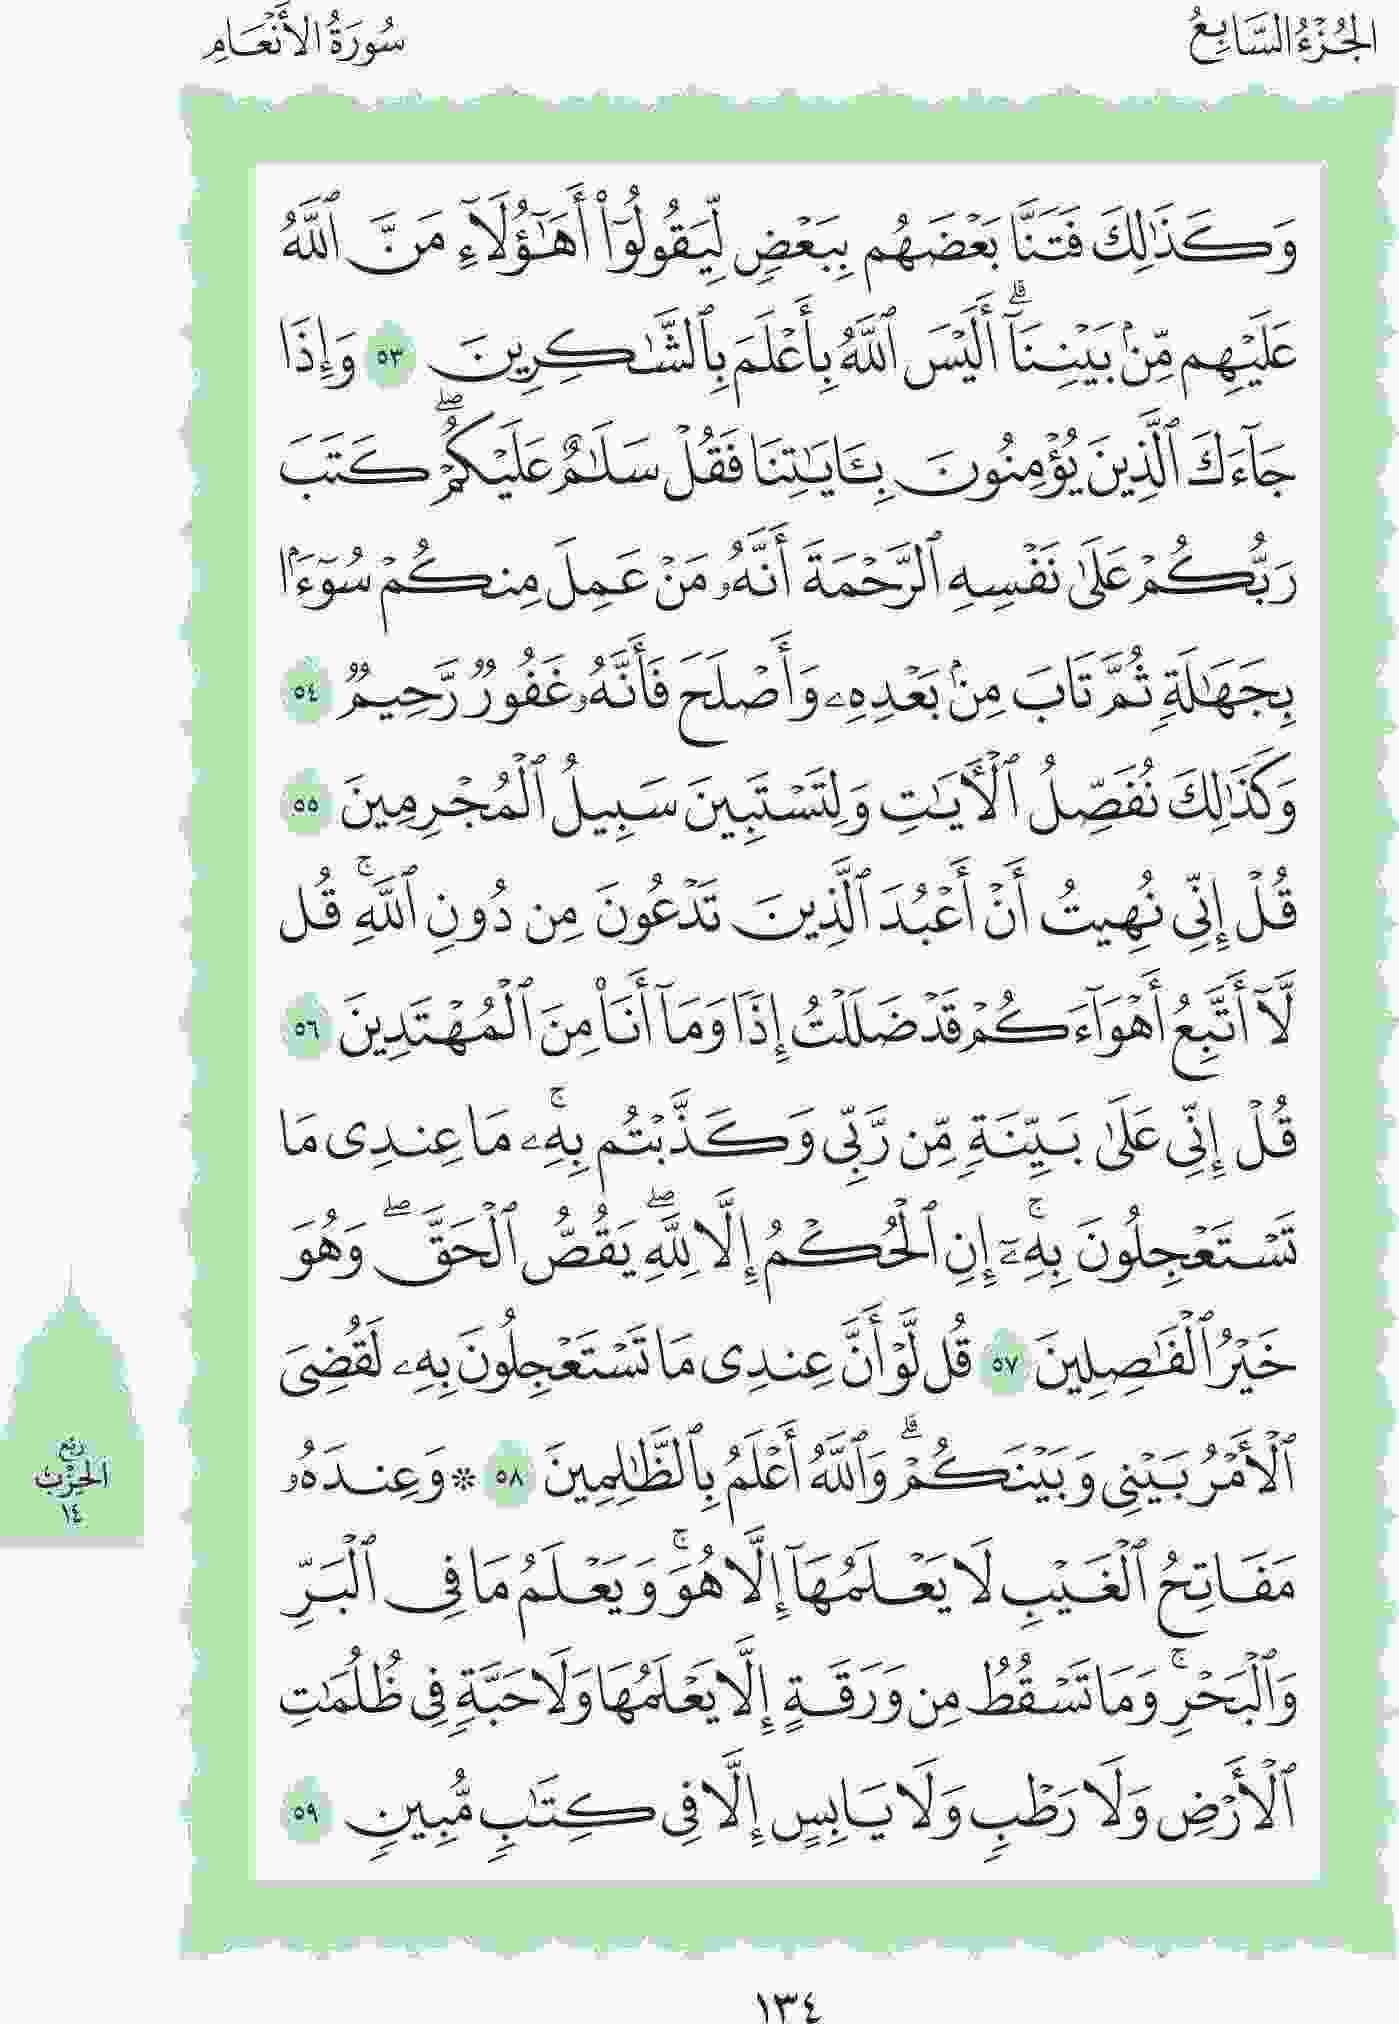 الجُزْءُ السَّابِعُ
سُورَةُ الأَنْعَامِ
وَكَذَٰلِكَ فَتَنَّا بَعْضَهُم بِبَعْضٍ لِّيَقُولُوٓا۟ أَهَـٰٓؤُلَآءِ مَنَّ ٱللَّهُ
عَلَيْهِم مِّنۢ بَيْنِنَآ ۗ أَلَيْسَ ٱللَّهُ بِأَعْلَمَ بِٱلشَّـٰكِرِينَ ٥٣ وَإِذَا
جَآءَكَ ٱلَّذِينَ يُؤْمِنُونَ بِـَٔايَـٰتِنَا فَقُلْ سَلَـٰمٌ عَلَيْكُمْ ۖ كَتَبَ
رَبُّكُمْ عَلَىٰ نَفْسِهِ ٱلرَّحْمَةَ أَنَّهُۥ مَنْ عَمِلَ مِنكُمْ سُوٓءًۢا
بِجَهَـٰلَةٍ ثُمَّ تَابَ مِنۢ بَعْدِهِۦ وَأَصْلَحَ فَأَنَّهُۥ غَفُورٌ رَّحِيمٌ ٥٤
وَكَذَٰلِكَ نُفَصِّلُ ٱلْـَٔايَـٰتِ وَلِتَسْتَبِينَ سَبِيلُ ٱلْمُجْرِمِينَ ٥٥
قُلْ إِنِّى نُهِيتُ أَنْ أَعْبُدَ ٱلَّذِينَ تَدْعُونَ مِن دُونِ ٱللَّهِ ۚ قُل
لَّآ أَتَّبِعُ أَهْوَآءَكُمْ قَدْ ضَلَلْتُ إِذًا وَمَآ أَنَا۠ مِنَ ٱلْمُهْتَدِينَ ٥٦
قُلْ إِنِّى عَلَىٰ بَيِّنَةٍ مِّن رَّبِّى وَكَذَّبْتُم بِهِۦ ۚ مَا عِندِى مَا
تَسْتَعْجِلُونَ بِهِۦٓ ۚ إِنِ ٱلْحُكْمُ إِلَّا لِلَّهِ ۖ يَقُصُّ ٱلْحَقَّ ۖ وَهُوَ
خَيْرُ ٱلْفَـٰصِلِينَ ٥٧ قُل لَّوْ أَنَّ عِندِى مَا تَسْتَعْجِلُونَ بِهِۦ لَقُضِىَ
ٱلْأَمْرُ بَيْنِى وَبَيْنَكُمْ ۗ وَٱللَّهُ أَعْلَمُ بِٱلظَّـٰلِمِينَ ٥٨ * وَعِندَهُۥ
مَفَاتِحُ ٱلْغَيْبِ لَا يَعْلَمُهَآ إِلَّا هُوَ ۚ وَيَعْلَمُ مَا فِى ٱلْبَرِّ
وَٱلْبَحْرِ ۚ وَمَا تَسْقُطُ مِن وَرَقَةٍ إِلَّا يَعْلَمُهَا وَلَا حَبَّةٍ فِى ظُلُمَـٰتِ
ٱلْأَرْضِ وَلَا رَطْبٍ وَلَا يَابِسٍ إِلَّا فِى كِتَـٰبٍ مُّبِينٍ ٥٩
رُبْع
الحِزْب
١٤
١٣٤